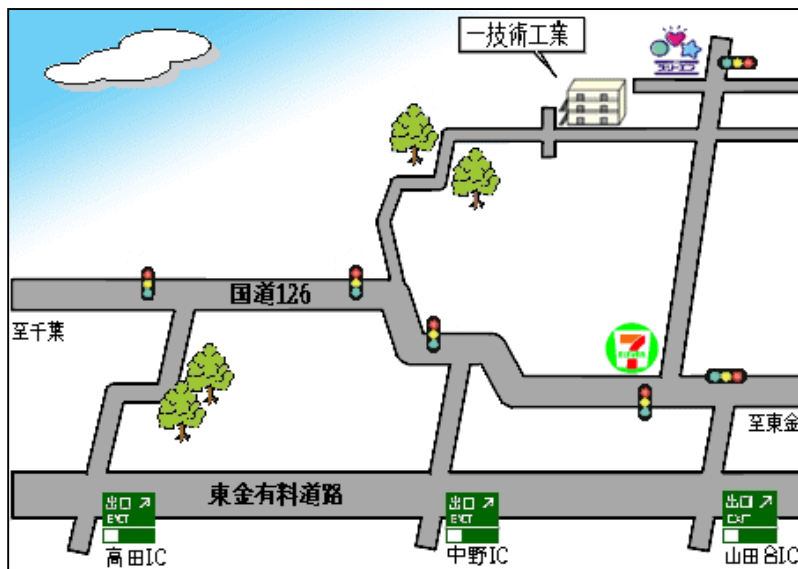 一技術工業
国道126
至千葉
7
ELEVEN
至東金
東金有料道路
出口
EXIT
高田IC
出口
EXIT
中野IC
出口
EXIT
山田台IC